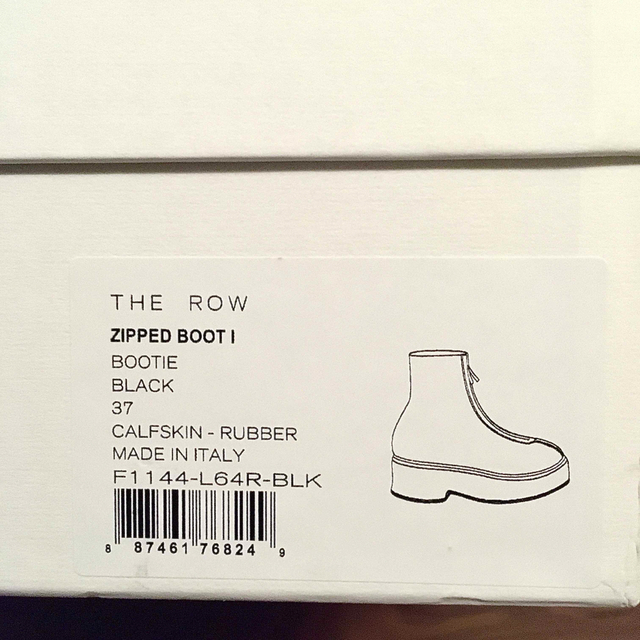 THE ROW
ZIPPED BOOT I
BOOTIE
BLACK
37
CALFSKIN - RUBBER
MADE IN ITALY
F1144-L64R-BLK
8 87461 76824 9